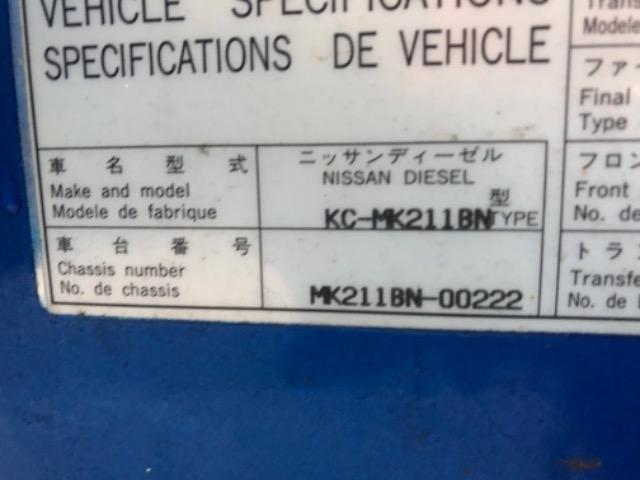 VEHICLE SPECIFICATIONS
SPECIFICATIONS DE VEHICLE
車名型式
Make and model
Modele de fabrique
ニッサンディーゼル
NISSAN DIESEL
KC-MK211BN 型
TYPE
車台番号
Chassis number
No. de chassis
MK211BN-00222
Trans
Modele
ファイ
Final
Type
フロン
Front
No. de
トラン
Transfe
No. de